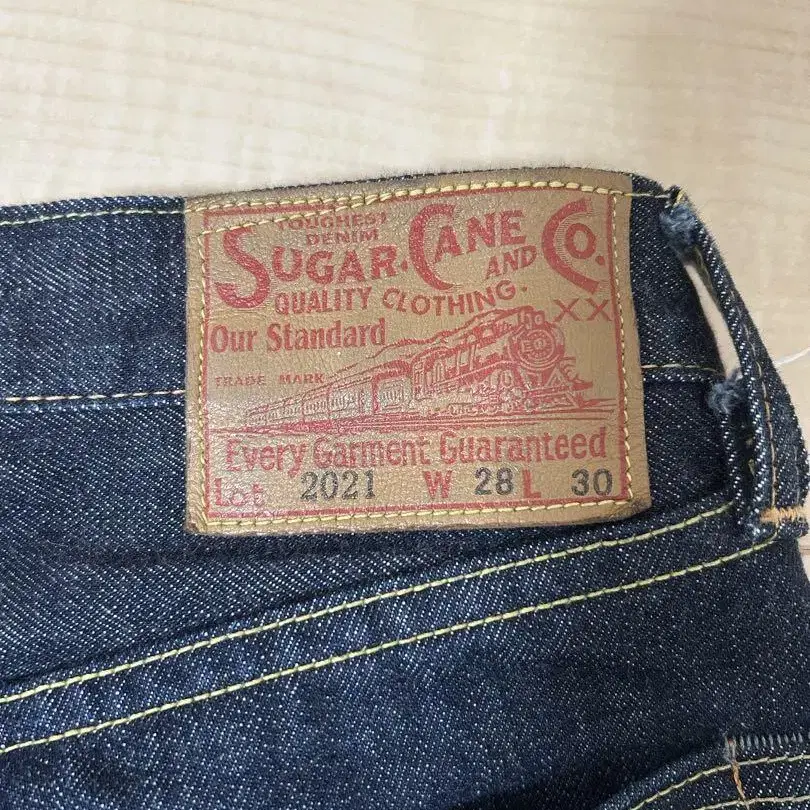 TOUGHEST
DENIM
SUGAR. CANE AND CO.
QUALITY CLOTHING.
XX
Our Standard
TRADE MARK
Every Garment Guaranteed
Lot 2021 W 28 L 30